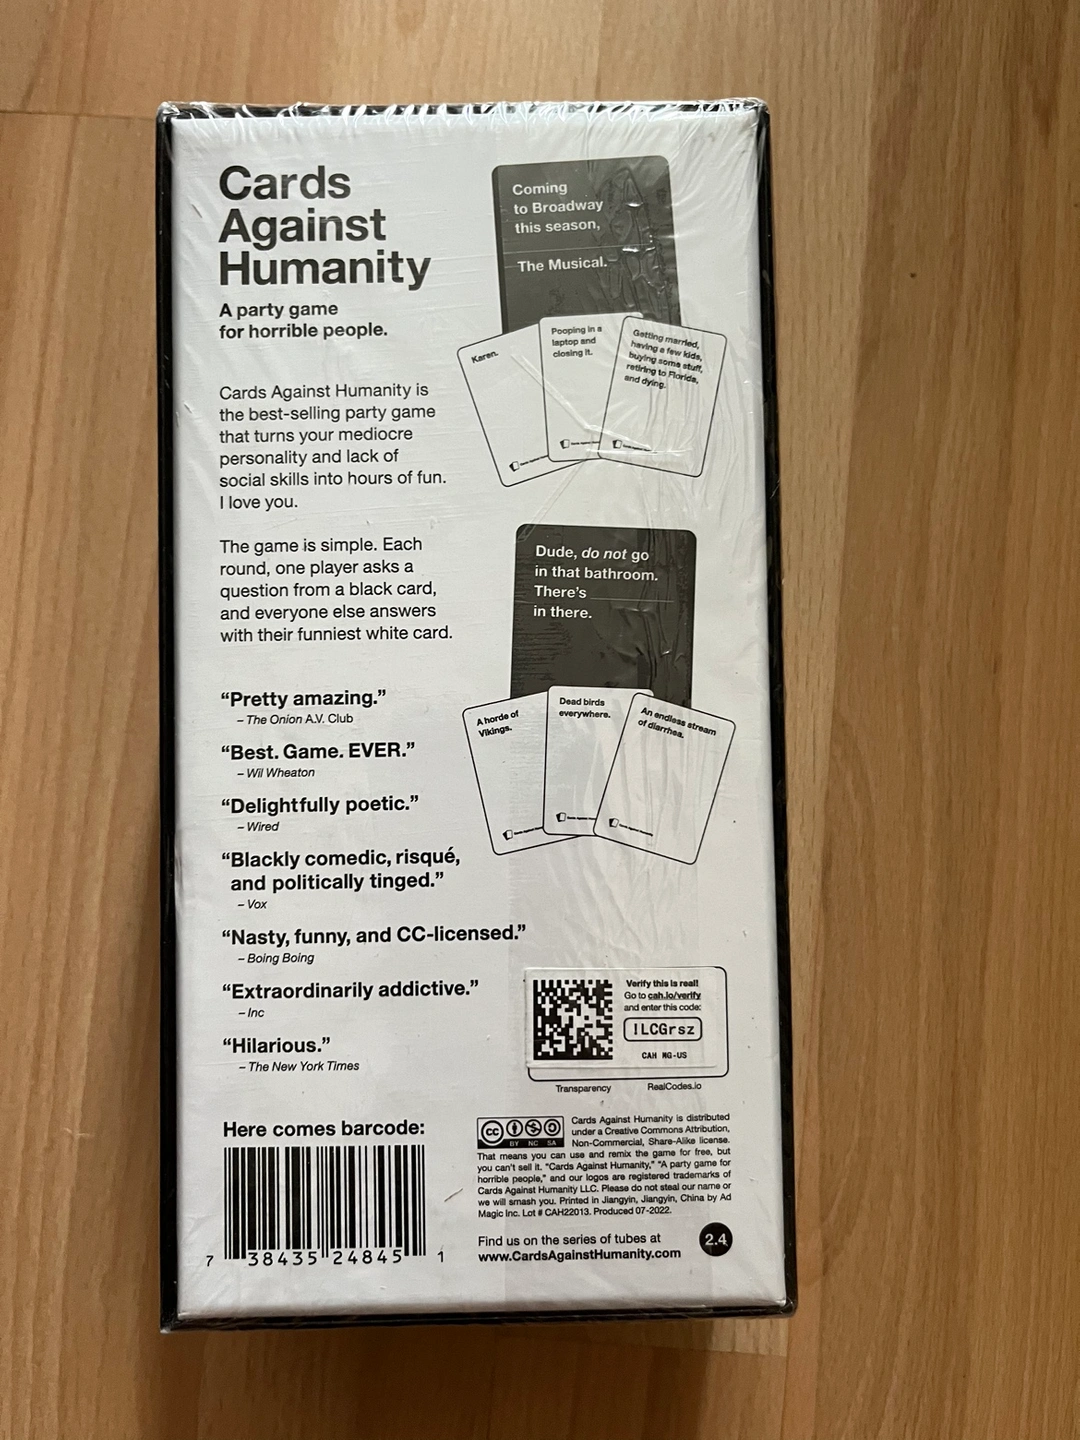 Cards
Against
Humanity
A party game
for horrible people.
Cards Against Humanity is
the best-selling party game
that turns your mediocre
personality and lack of
social skills into hours of fun.
I love you.
The game is simple. Each
round, one player asks a
question from a black card,
and everyone else answers
with their funniest white card.
“Pretty amazing.”
– The Onion A.V. Club
“Best. Game. EVER.”
– Wil Wheaton
“Delightfully poetic.”
– Wired
“Blackly comedic, risqué,
and politically tinged.”
– Vox
“Nasty, funny, and CC-licensed.”
– Boing Boing
“Extraordinarily addictive.”
– Inc
“Hilarious.”
– The New York Times
Here comes barcode:
7 38435 24845 1
Coming
to Broadway
this season,
____________
The Musical.
Karen.
Pooping in a
laptop and
closing it.
Getting married,
having a few kids,
buying some stuff,
retiring to Florida,
and dying.
Dude, do not go
in that bathroom.
There's __________
in there.
A horde of
Vikings.
Dead birds
everywhere.
An endless stream
of diarrhea.
Cards Against Humanity
Verify this is real!
Go to cah.io/verify
and enter this code:
ILCGrsz
CAH MG-US
Transparency
RealCodes.io
cc
BY NC SA
Cards Against Humanity is distributed
under a Creative Commons Attribution,
Non-Commercial, Share-Alike license.
That means you can use and remix the game for free, but
you can't sell it. “Cards Against Humanity,” “A party game for
horrible people,” and our logos are registered trademarks of
Cards Against Humanity LLC. Please do not steal our name or
we will smash you. Printed in Jiangyin, Jiangyin, China by Ad
Magic Inc. Lot # CAH22013. Produced 07-2022.
Find us on the series of tubes at
www.CardsAgainstHumanity.com
2.4